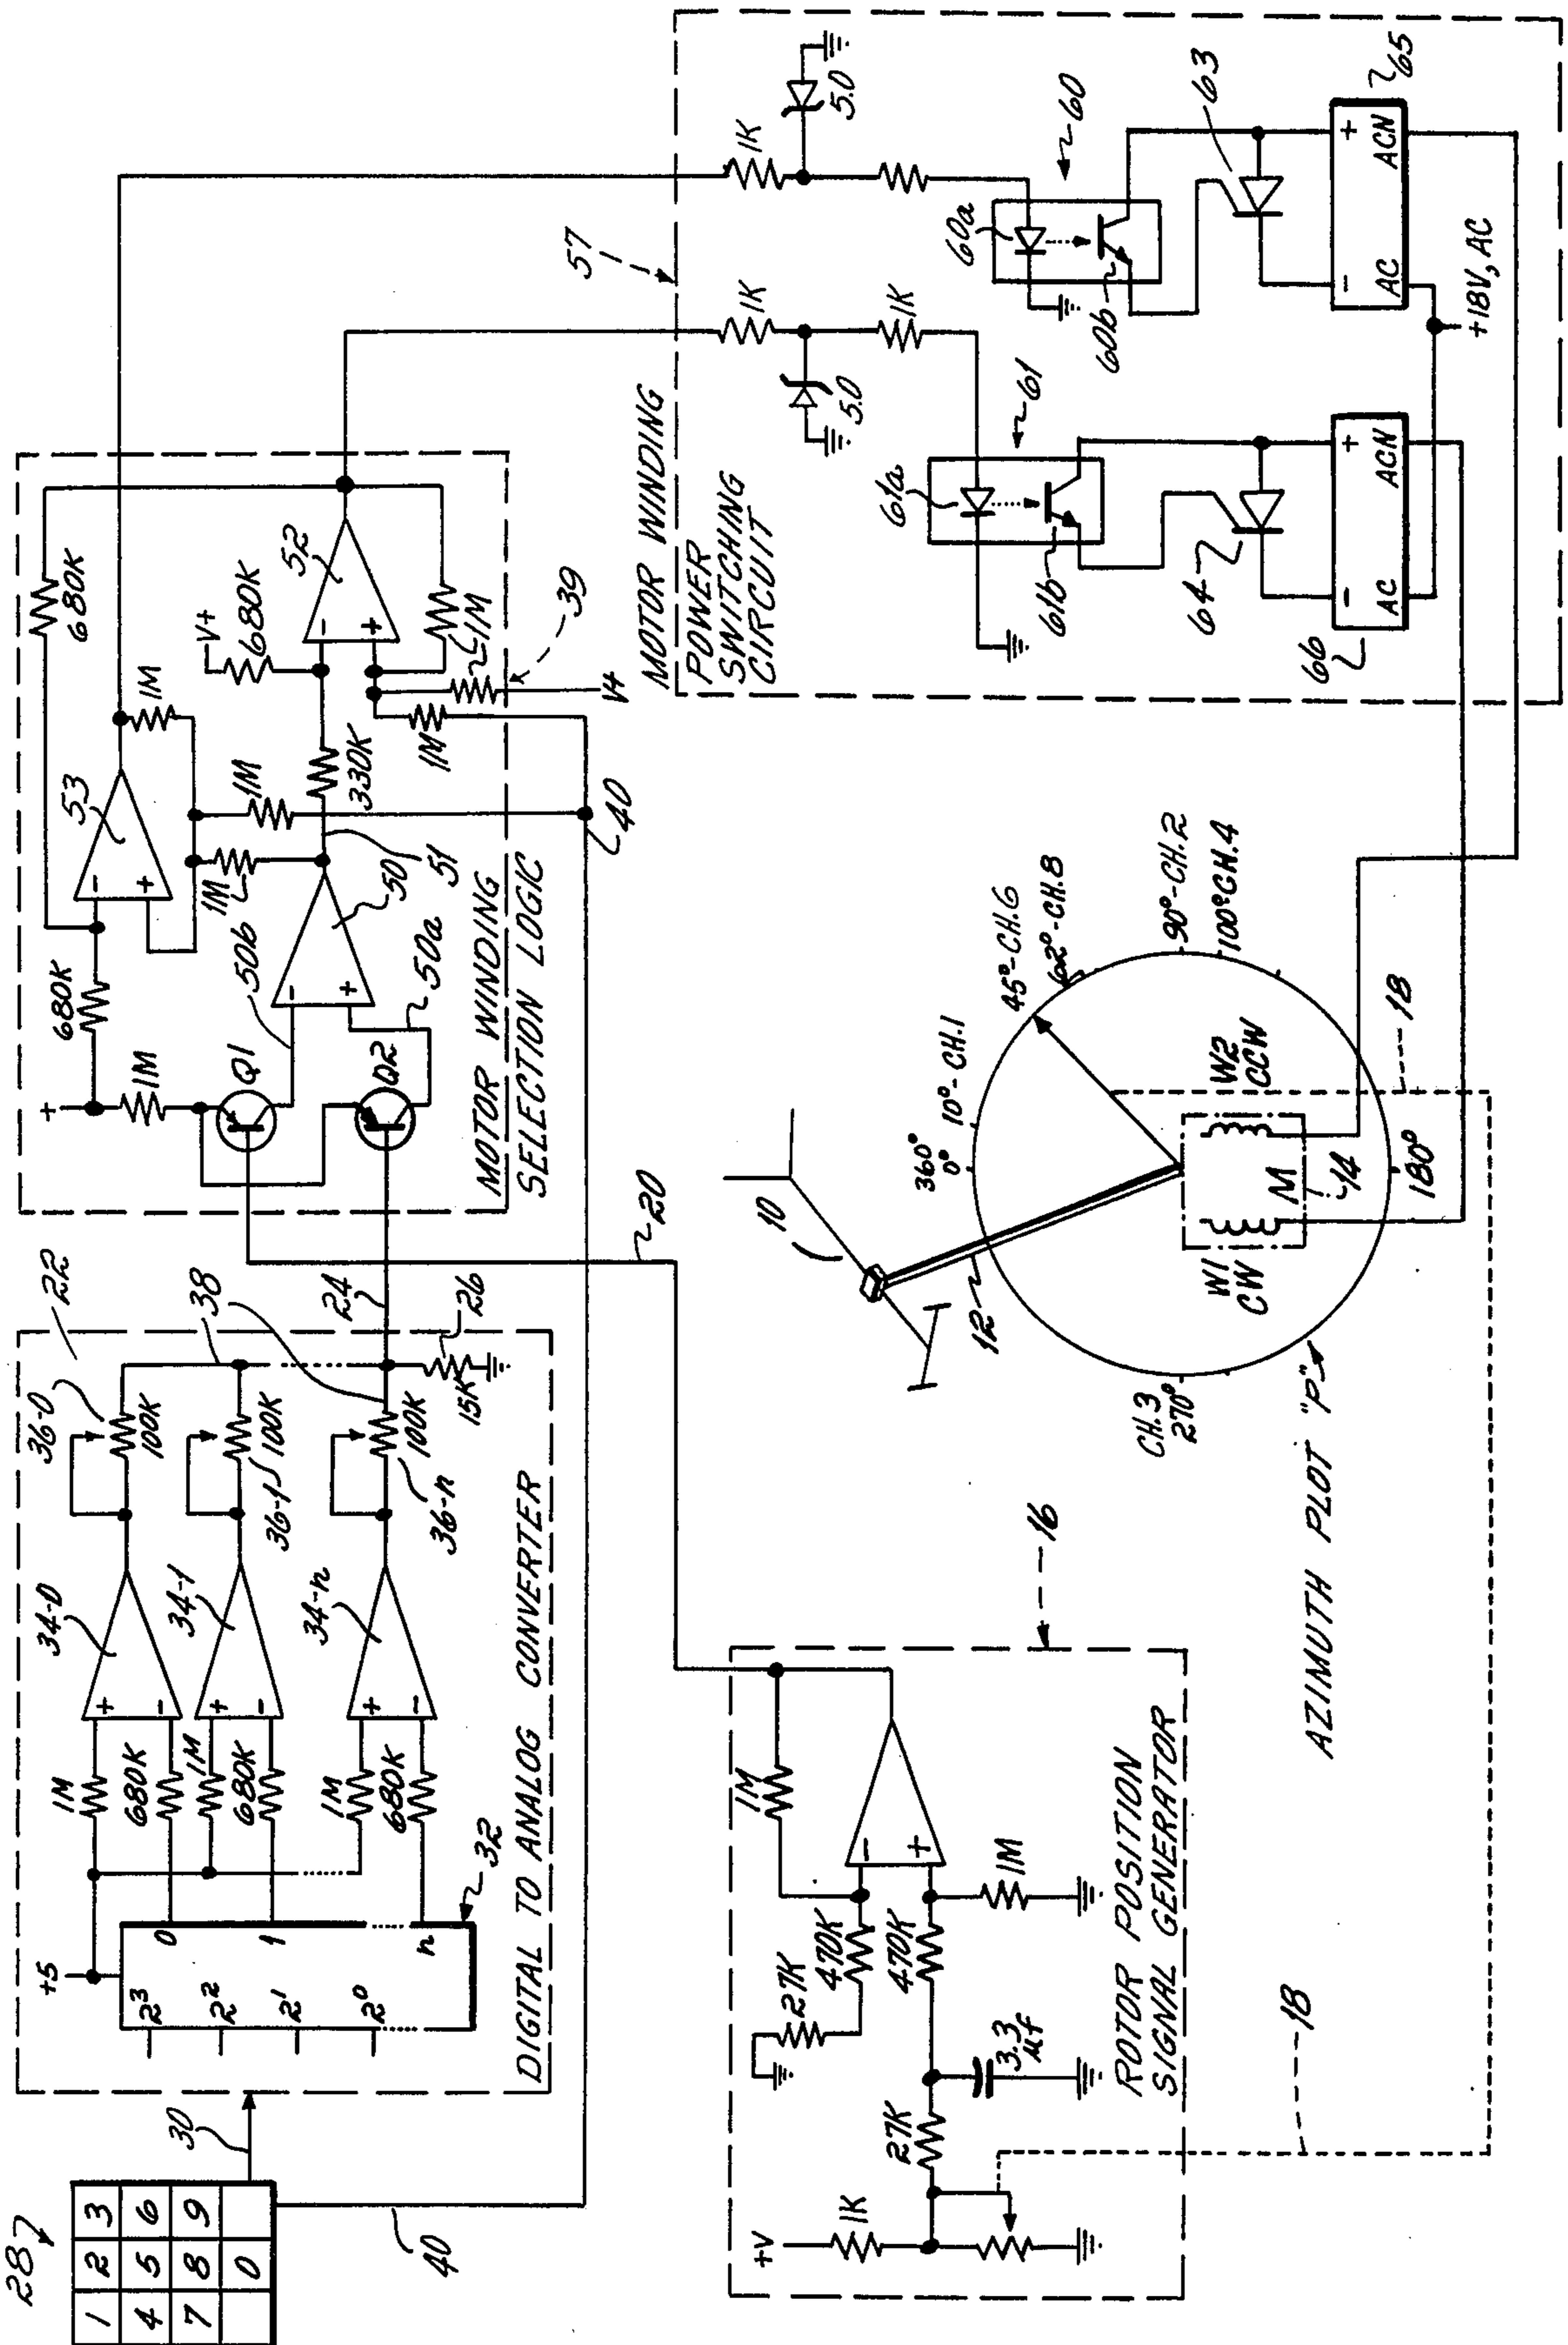 28
1 2 3
4 5 6
7 8 9
0
30
40
+5
2³
2²
2¹
2⁰
0
1
n
32
1M
680K
1M
680K
1M
680K
34-0
34-1
34-n
36-0
100K
36-1
100K
36-n
100K
22
38
24
26
15K
DIGITAL TO ANALOG CONVERTER
+
680K
1M
Q1
Q2
50b
50a
50
51
-
+
53
-
+
1M
1M
1M
680K
V+
680K
330K
52
-
+
1M
1M
V+
39
40
MOTOR WINDING
SELECTION LOGIC
20
57
MOTOR WINDING
POWER
SWITCHING
CIRCUIT
1K
5.0
1K
1K
5.0
60a
60b
60
61a
61b
61
63
64
65
66
+
-
AC
ACN
+
-
AC
ACN
+18V, AC
+V
1K
27K
3.3
µf
27K
470K
470K
1M
1M
-
+
16
ROTOR POSITION
SIGNAL GENERATOR
18
10
12
360°
0°
10°-CH.1
45°-CH.6
62°-CH.8
90°-CH.2
100°CH.4
180°
CH.3
270°
W1
CW
W2
CCW
M
14
18
AZIMUTH PLOT "P"